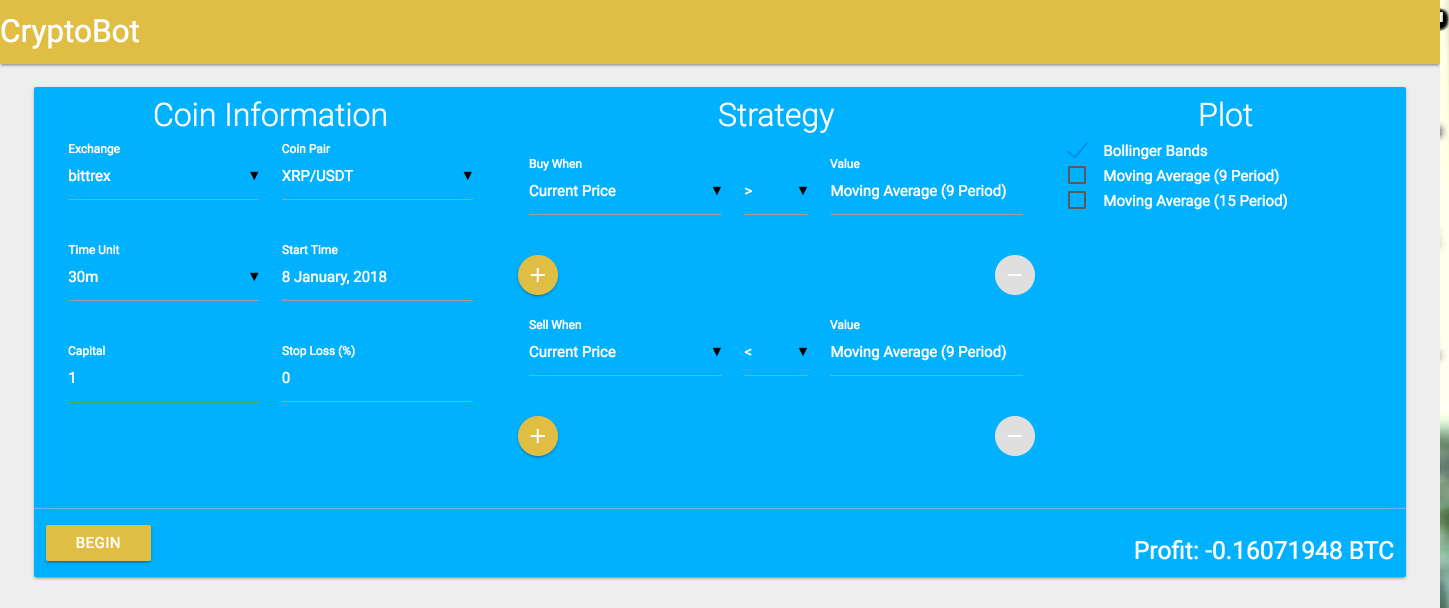 CryptoBot
Coin Information
Exchange
bittrex
Coin Pair
XRP/USDT
Time Unit
30m
Start Time
8 January, 2018
Capital
1
Stop Loss (%)
0
Strategy
Buy When
Current Price
>
Value
Moving Average (9 Period)
+
−
Sell When
Current Price
<
Value
Moving Average (9 Period)
+
−
Plot
Bollinger Bands
Moving Average (9 Period)
Moving Average (15 Period)
BEGIN
Profit: -0.16071948 BTC